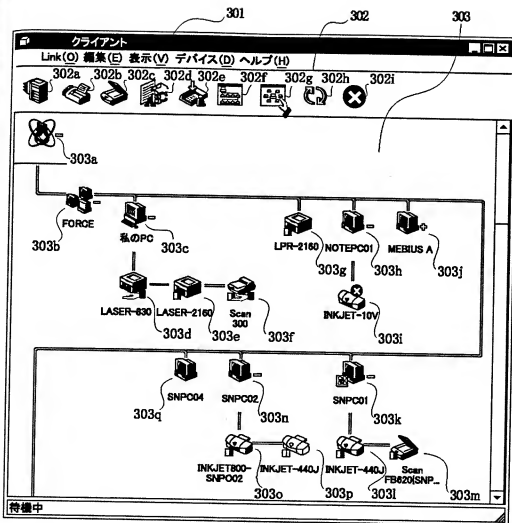 301
302
303
クライアント
Link(O) 編集(E) 表示(V) デバイス(D) ヘルプ(H)
302a 302b 302c 302d 302e 302f 302g 302h 302i
303a
303b
FORCE
303c
私のPC
303g
LPR-2160
303h
NOTEPC01
303j
MEBIUS A
LASER-830
303d
LASER-2160
303e
Scan
300
303f
INKJET-10V
303i
303q
SNPC04
303n
SNPC02
303k
SNPC01
INKJET800-
SNPO02
303o
INKJET-440J
303p
INKJET-440J
303l
Scan
FB620[SNP...
303m
待機中